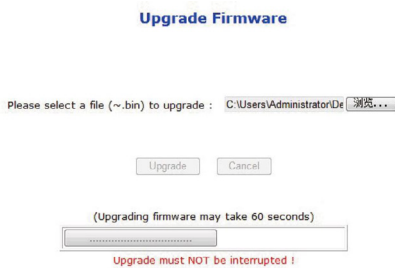 Upgrade Firmware
Please select a file (~.bin) to upgrade : C:\Users\Administrator\De 浏览...
Upgrade Cancel
(Upgrading firmware may take 60 seconds)
..................................
Upgrade must NOT be interrupted !